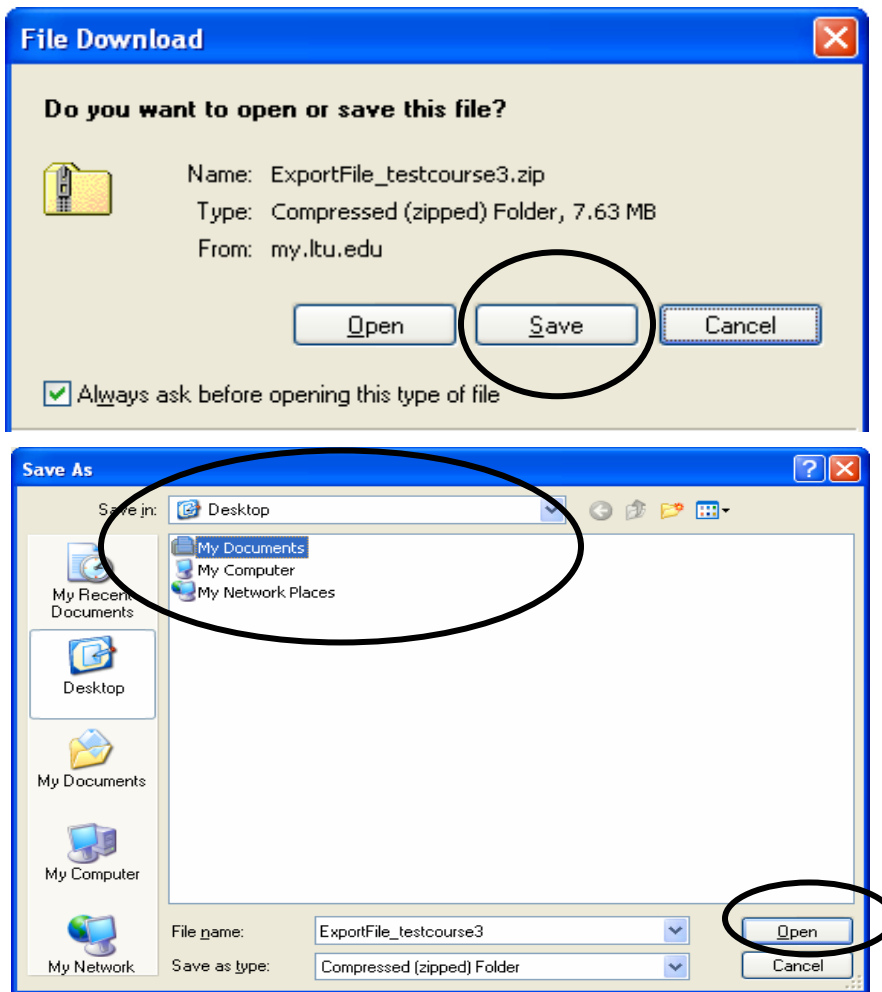 File Download
Do you want to open or save this file?
Name: ExportFile_testcourse3.zip
Type: Compressed (zipped) Folder, 7.63 MB
From: my.ltu.edu
Open Save Cancel
Always ask before opening this type of file
Save As
Save in: Desktop
My Documents
My Computer
My Network Places
My Recent
Documents
Desktop
My Documents
My Computer
My Network
File name: ExportFile_testcourse3 Open
Save as type: Compressed (zipped) Folder Cancel